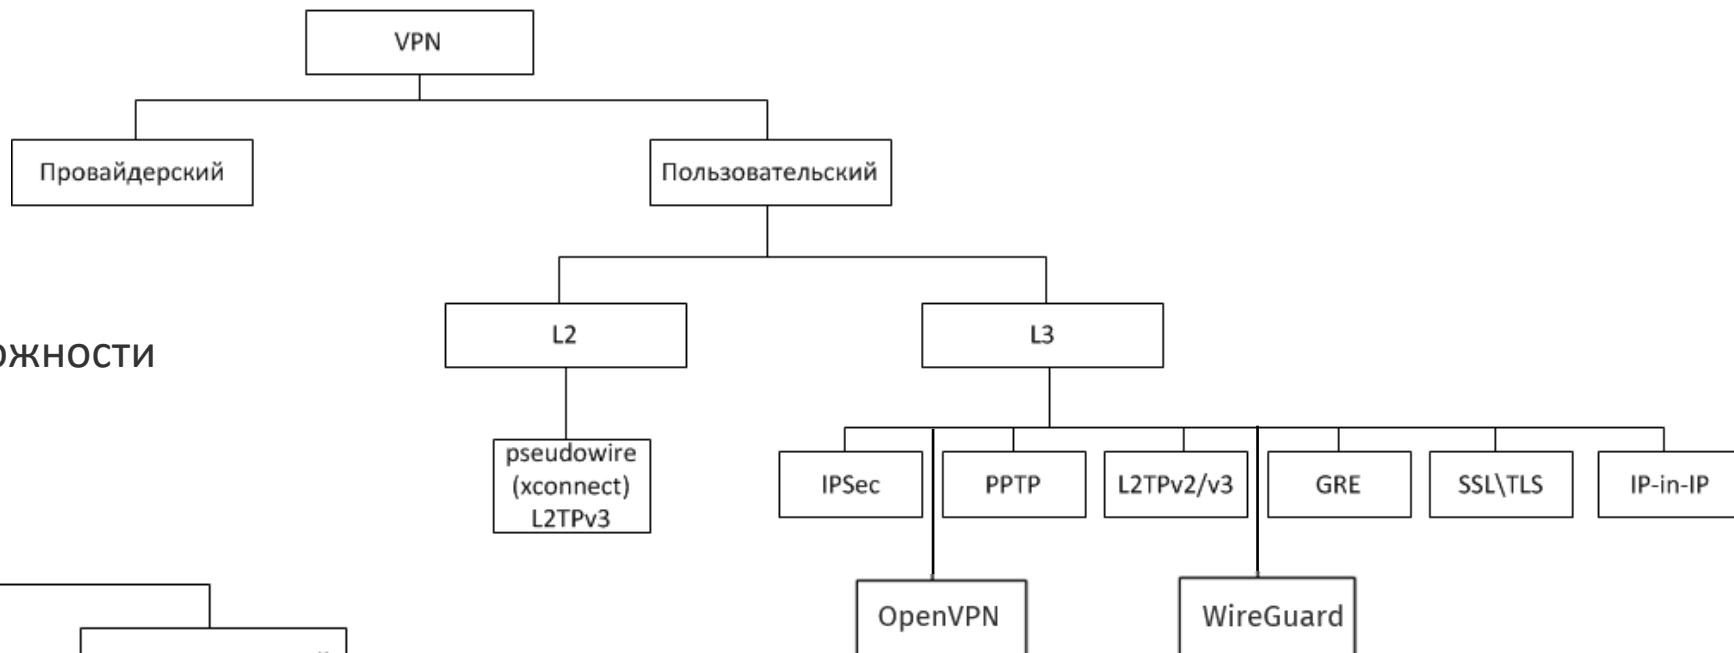 VPN
Провайдерский
Пользовательский
L2
L3
pseudowire
(xconnect)
L2TPv3
IPSec
PPTP
L2TPv2/v3
GRE
SSL\TLS
IP-in-IP
OpenVPN
WireGuard